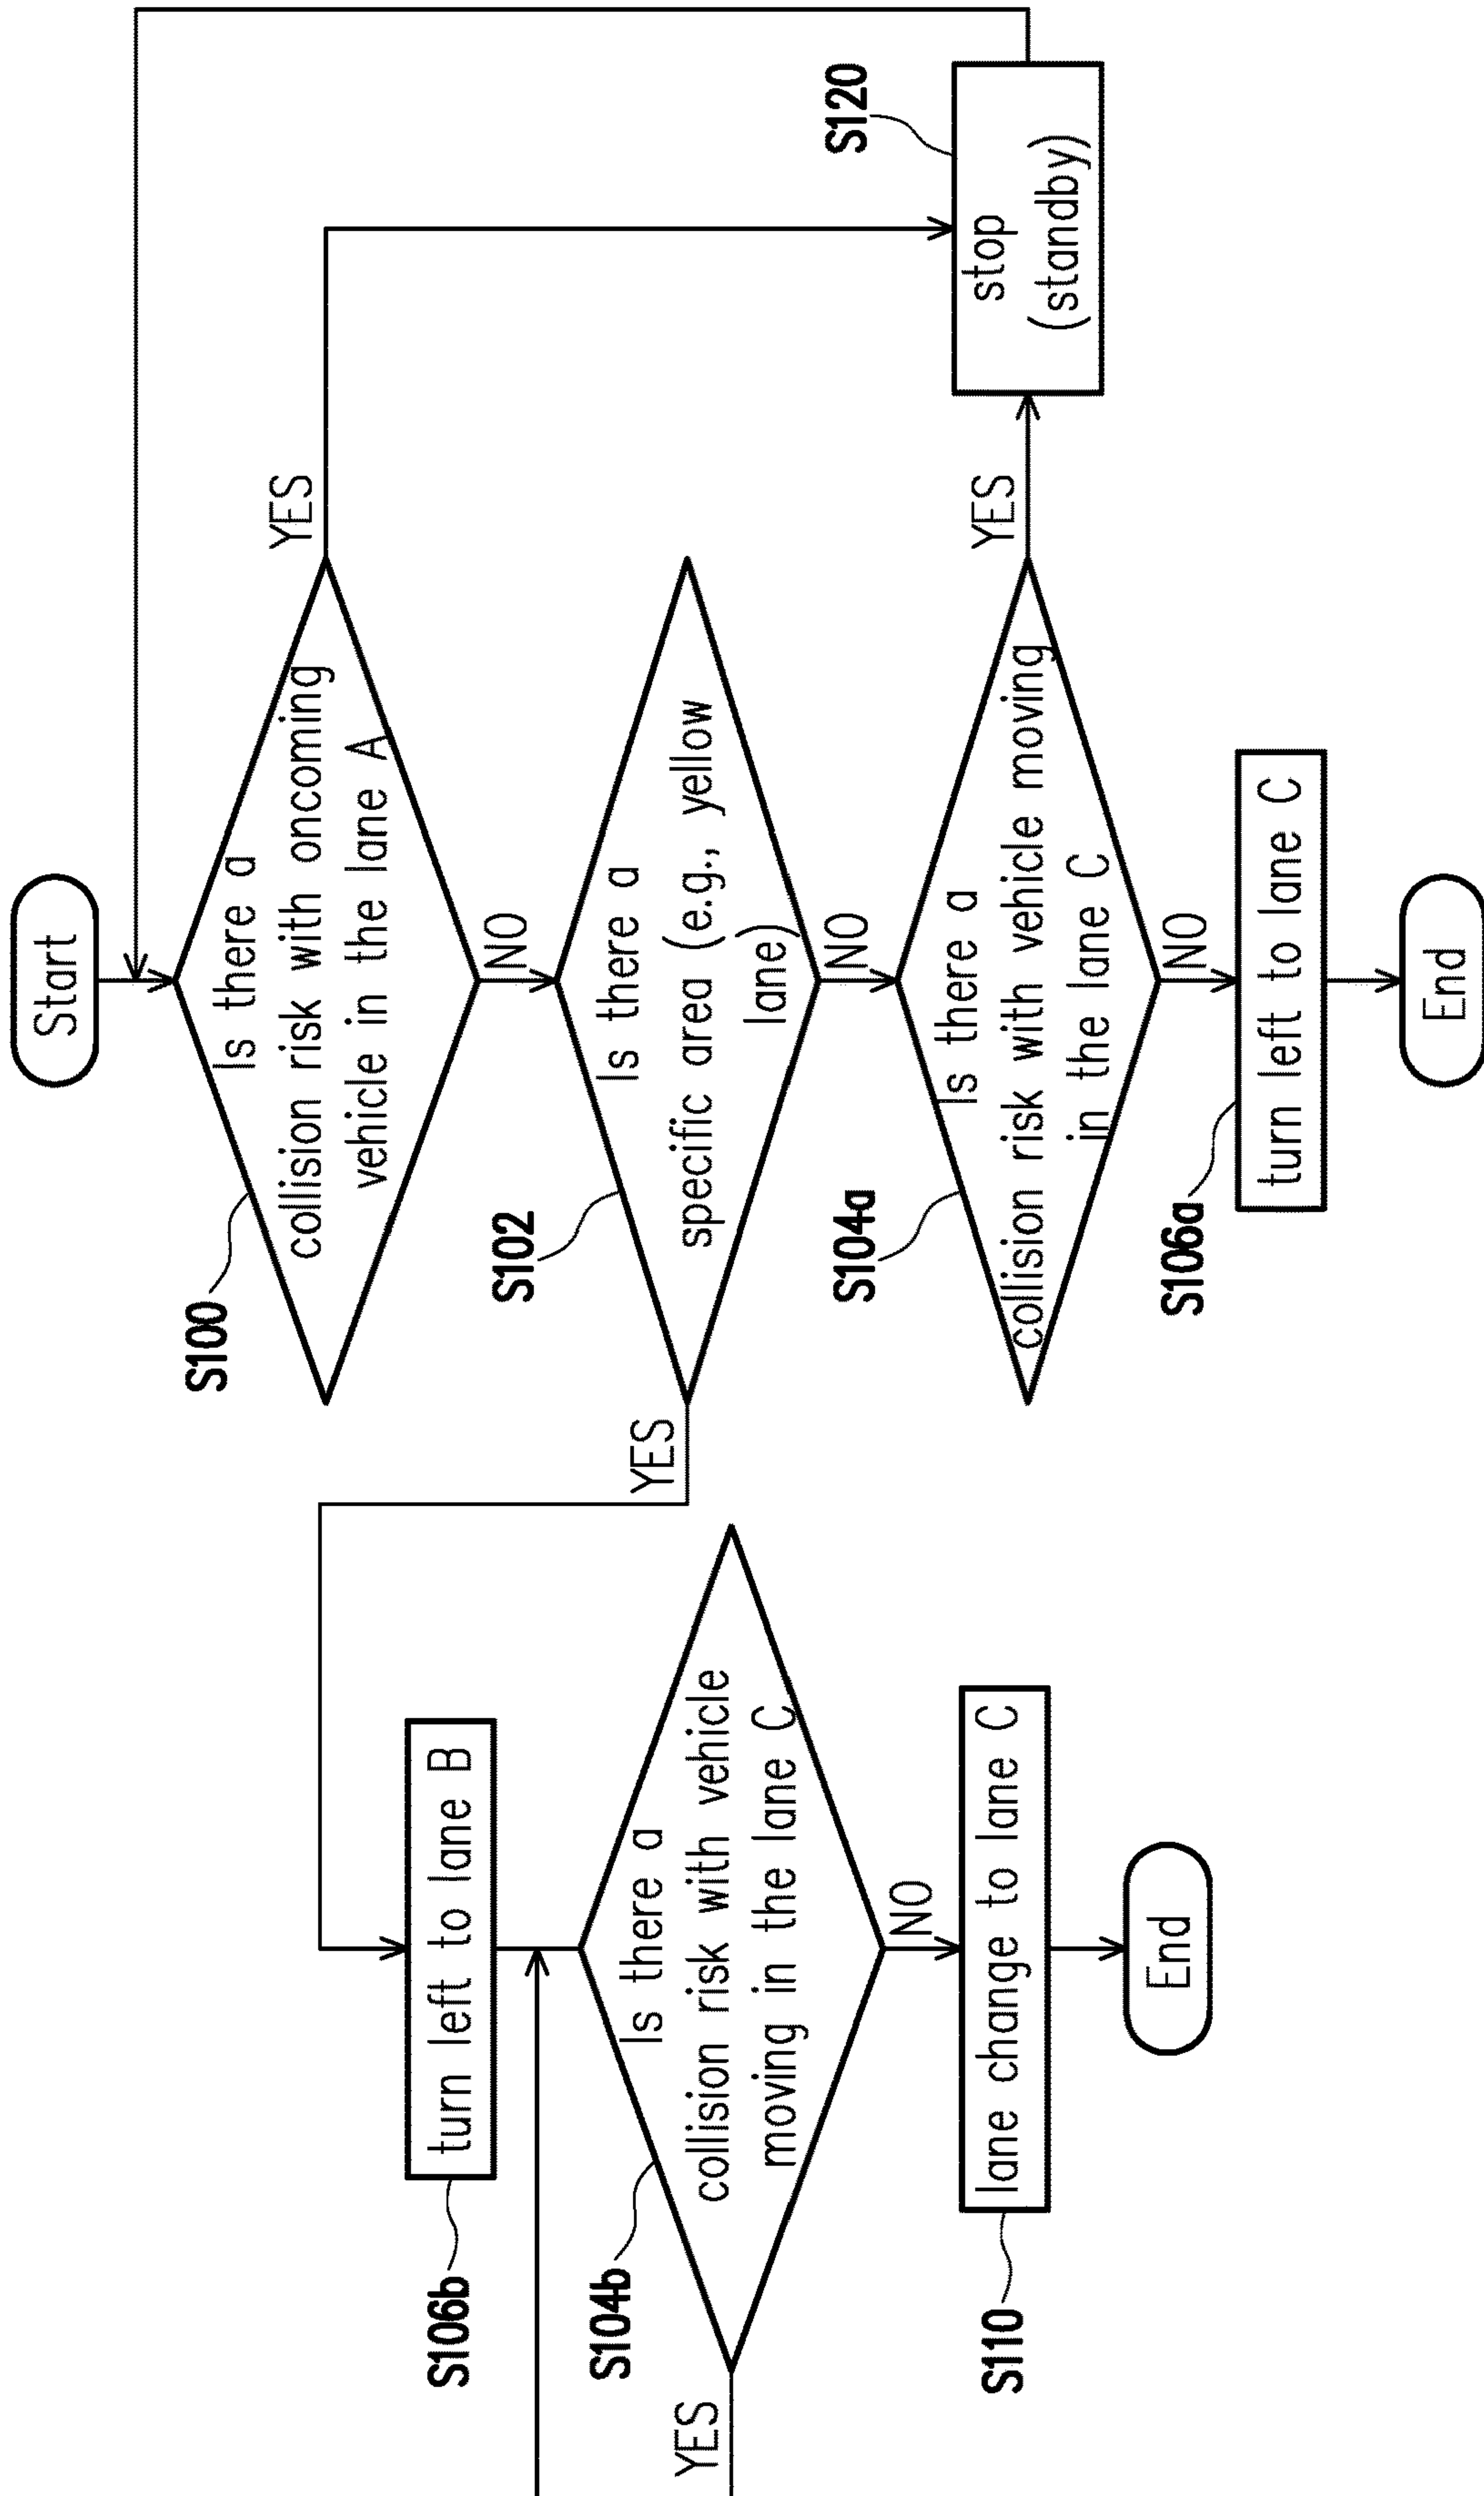 Start
S100
Is there a
collision risk with oncoming
vehicle in the lane A
YES
NO
S102
Is there a
specific area (e.g., yellow
lane)
YES
NO
S104a
Is there a
collision risk with vehicle moving
in the lane C
YES
NO
S106a
turn left to lane C
End
S120
stop
(standby)
S106b
turn left to lane B
S104b
Is there a
collision risk with vehicle
moving in the lane C
YES
NO
S110
lane change to lane C
End